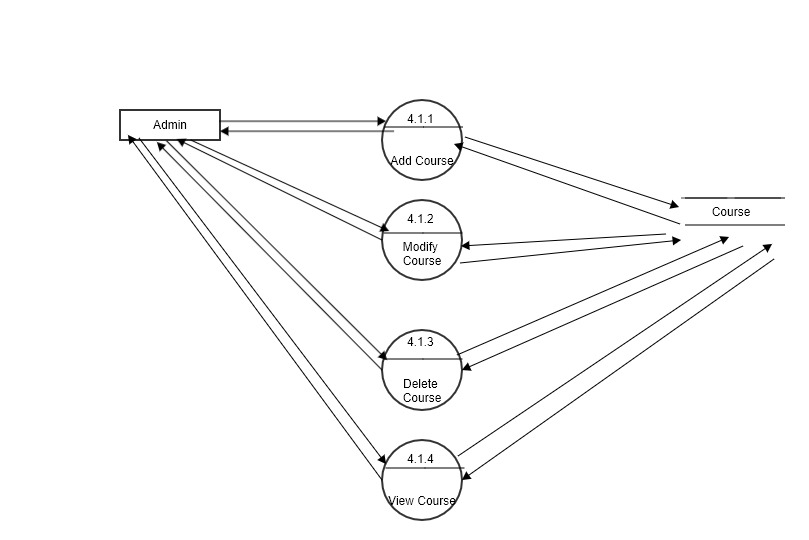 4.1.1
Admin
Add Course
4.1.2
Course
Modify
Course
4.1.3
Delete
Course
4.1.4
View Course